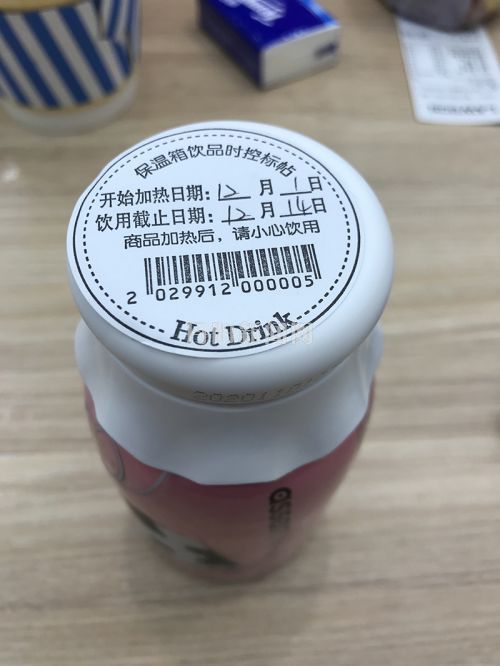 保温箱饮品时控标帖
开始加热日期: 12 月 1 日
饮用截止日期: 12 月 14 日
商品加热后，请小心饮用
2 029912 000005
Hot Drink